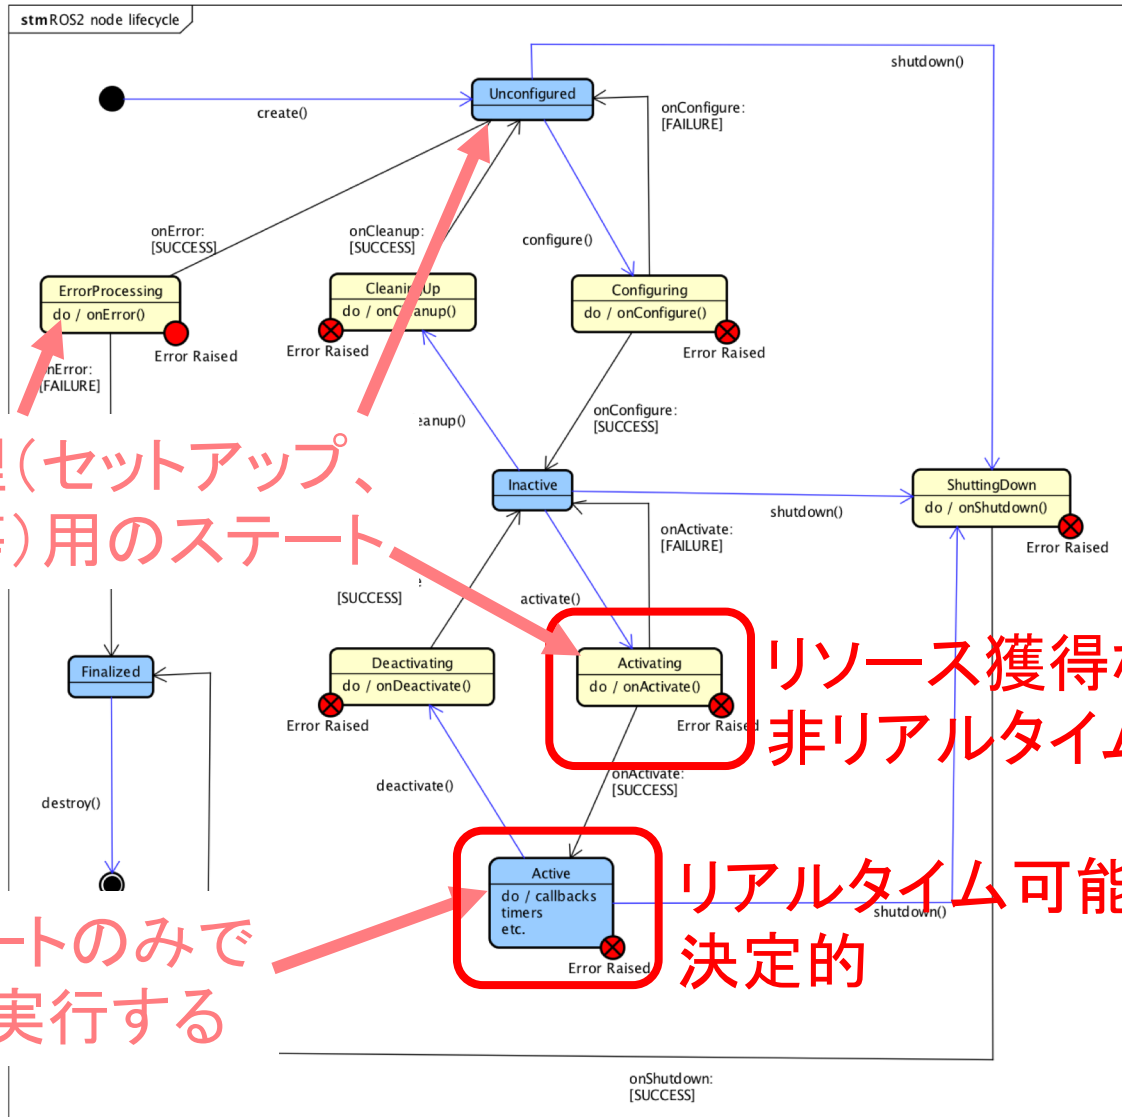 stm ROS2 node lifecycle
shutdown()
Unconfigured
create()
onConfigure:
[FAILURE]
onError:
[SUCCESS]
onCleanup:
[SUCCESS]
configure()
ErrorProcessing
do / onError()
Error Raised
CleaningUp
do / onCleanup()
Error Raised
Configuring
do / onConfigure()
Error Raised
onError:
[FAILURE]
eanup()
onConfigure:
[SUCCESS]
(セットアップ、
)用のステート
Inactive
shutdown()
ShuttingDown
do / onShutdown()
Error Raised
onActivate:
[FAILURE]
[SUCCESS]
activate()
Finalized
Deactivating
do / onDeactivate()
Error Raised
Activating
do / onActivate()
Error Raised
リソース獲得
非リアルタイム
onActivate:
[SUCCESS]
deactivate()
destroy()
Active
do / callbacks
timers
etc.
Error Raised
リアルタイム可能
決定的
shutdown()
ートのみで
実行する
onShutdown:
[SUCCESS]